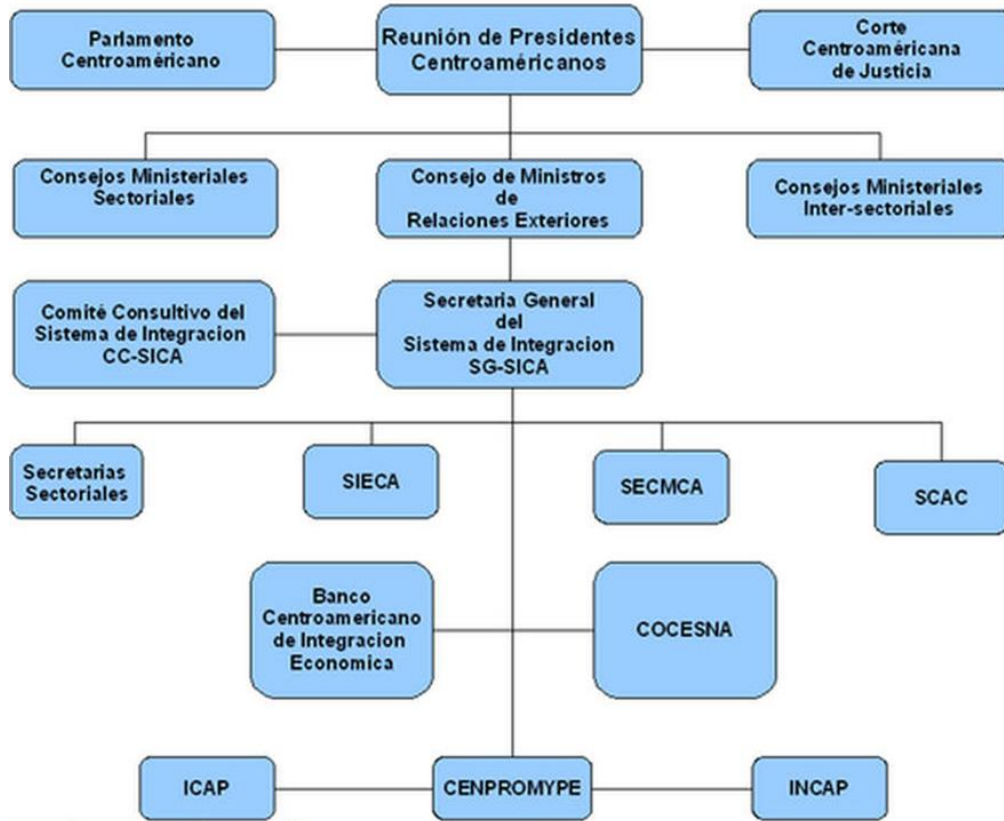 Parlamento
Centroaméricano
Reunión de Presidentes
Centroaméricanos
Corte
Centroaméricana
de Justicia
Consejos Ministeriales
Sectoriales
Consejo de Ministros
de
Relaciones Exteriores
Consejos Ministeriales
Inter-sectoriales
Comité Consultivo del
Sistema de Integracion
CC-SICA
Secretaria General
del
Sistema de Integracion
SG-SICA
Secretarias
Sectoriales
SIECA
SECMCA
SCAC
Banco
Centroamericano
de Integracion
Economica
COCESNA
ICAP
CENPROMYPE
INCAP